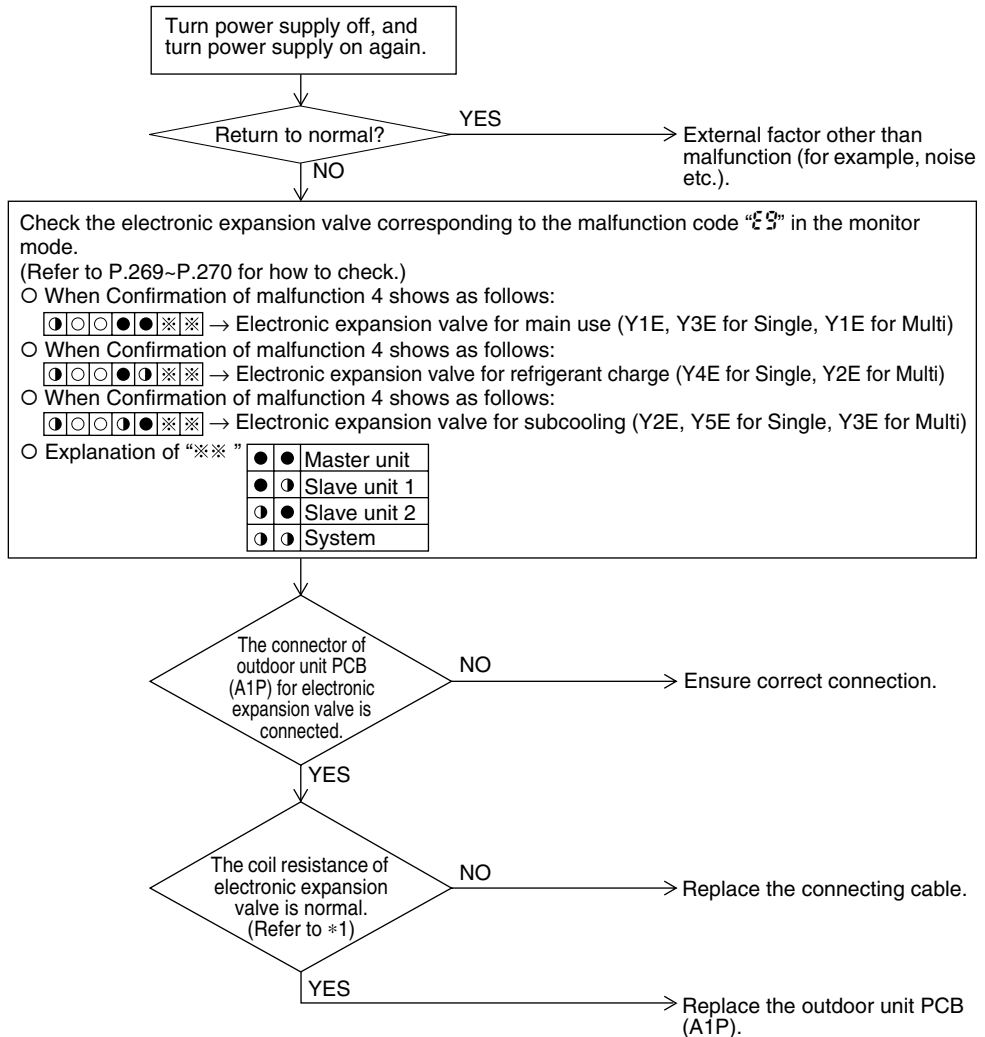 Turn power supply off, and
turn power supply on again.
Return to normal?
YES
External factor other than
malfunction (for example, noise
etc.).
NO
Check the electronic expansion valve corresponding to the malfunction code “E9” in the monitor
mode.
(Refer to P.269~P.270 for how to check.)
○ When Confirmation of malfunction 4 shows as follows:
◑ ○ ○ ● ● ※ ※ → Electronic expansion valve for main use (Y1E, Y3E for Single, Y1E for Multi)
○ When Confirmation of malfunction 4 shows as follows:
◑ ○ ○ ● ◑ ※ ※ → Electronic expansion valve for refrigerant charge (Y4E for Single, Y2E for Multi)
○ When Confirmation of malfunction 4 shows as follows:
◑ ○ ○ ◑ ● ※ ※ → Electronic expansion valve for subcooling (Y2E, Y5E for Single, Y3E for Multi)
○ Explanation of “※※ ”
● ● Master unit
● ◑ Slave unit 1
◑ ● Slave unit 2
◑ ◑ System
The connector of
outdoor unit PCB
(A1P) for electronic
expansion valve is
connected.
NO
Ensure correct connection.
YES
The coil resistance of
electronic expansion
valve is normal.
(Refer to *1)
NO
Replace the connecting cable.
YES
Replace the outdoor unit PCB
(A1P).